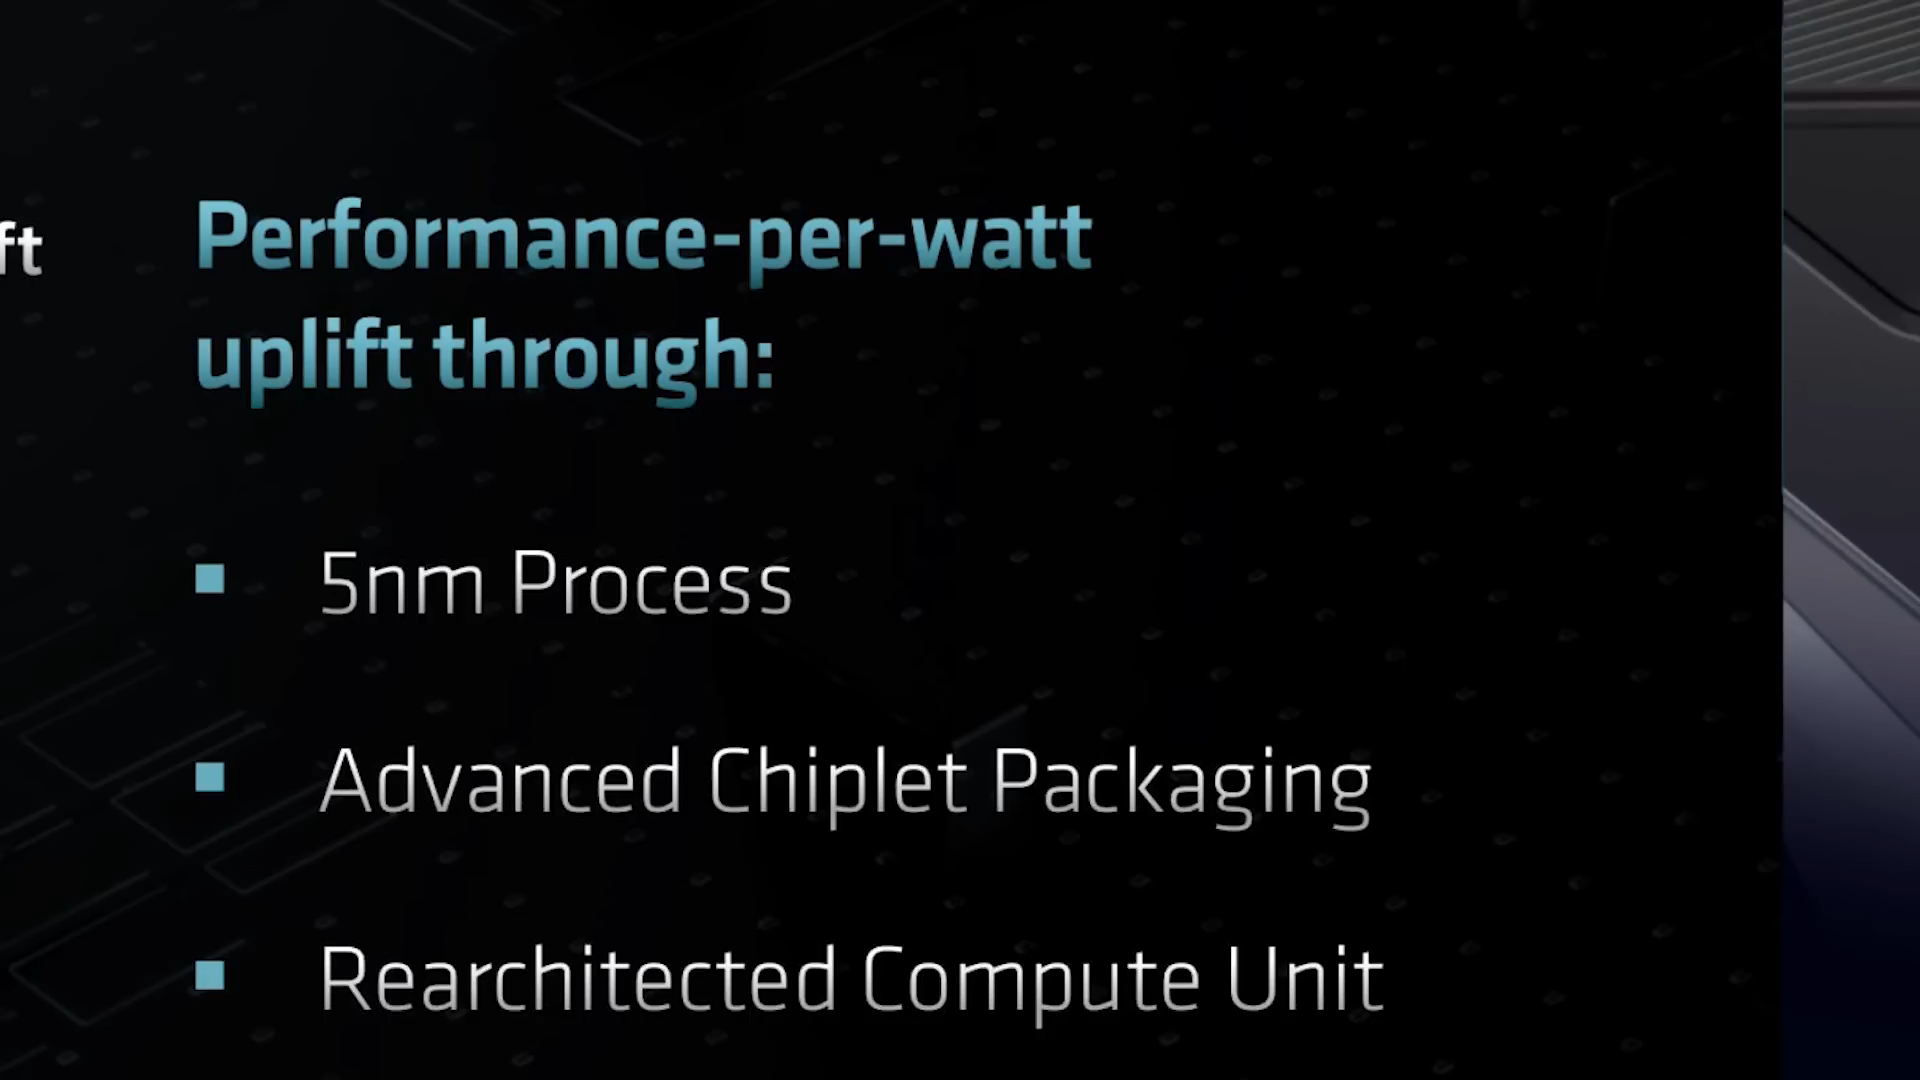 ft
Performance-per-watt
uplift through:
5nm Process
Advanced Chiplet Packaging
Rearchitected Compute Unit